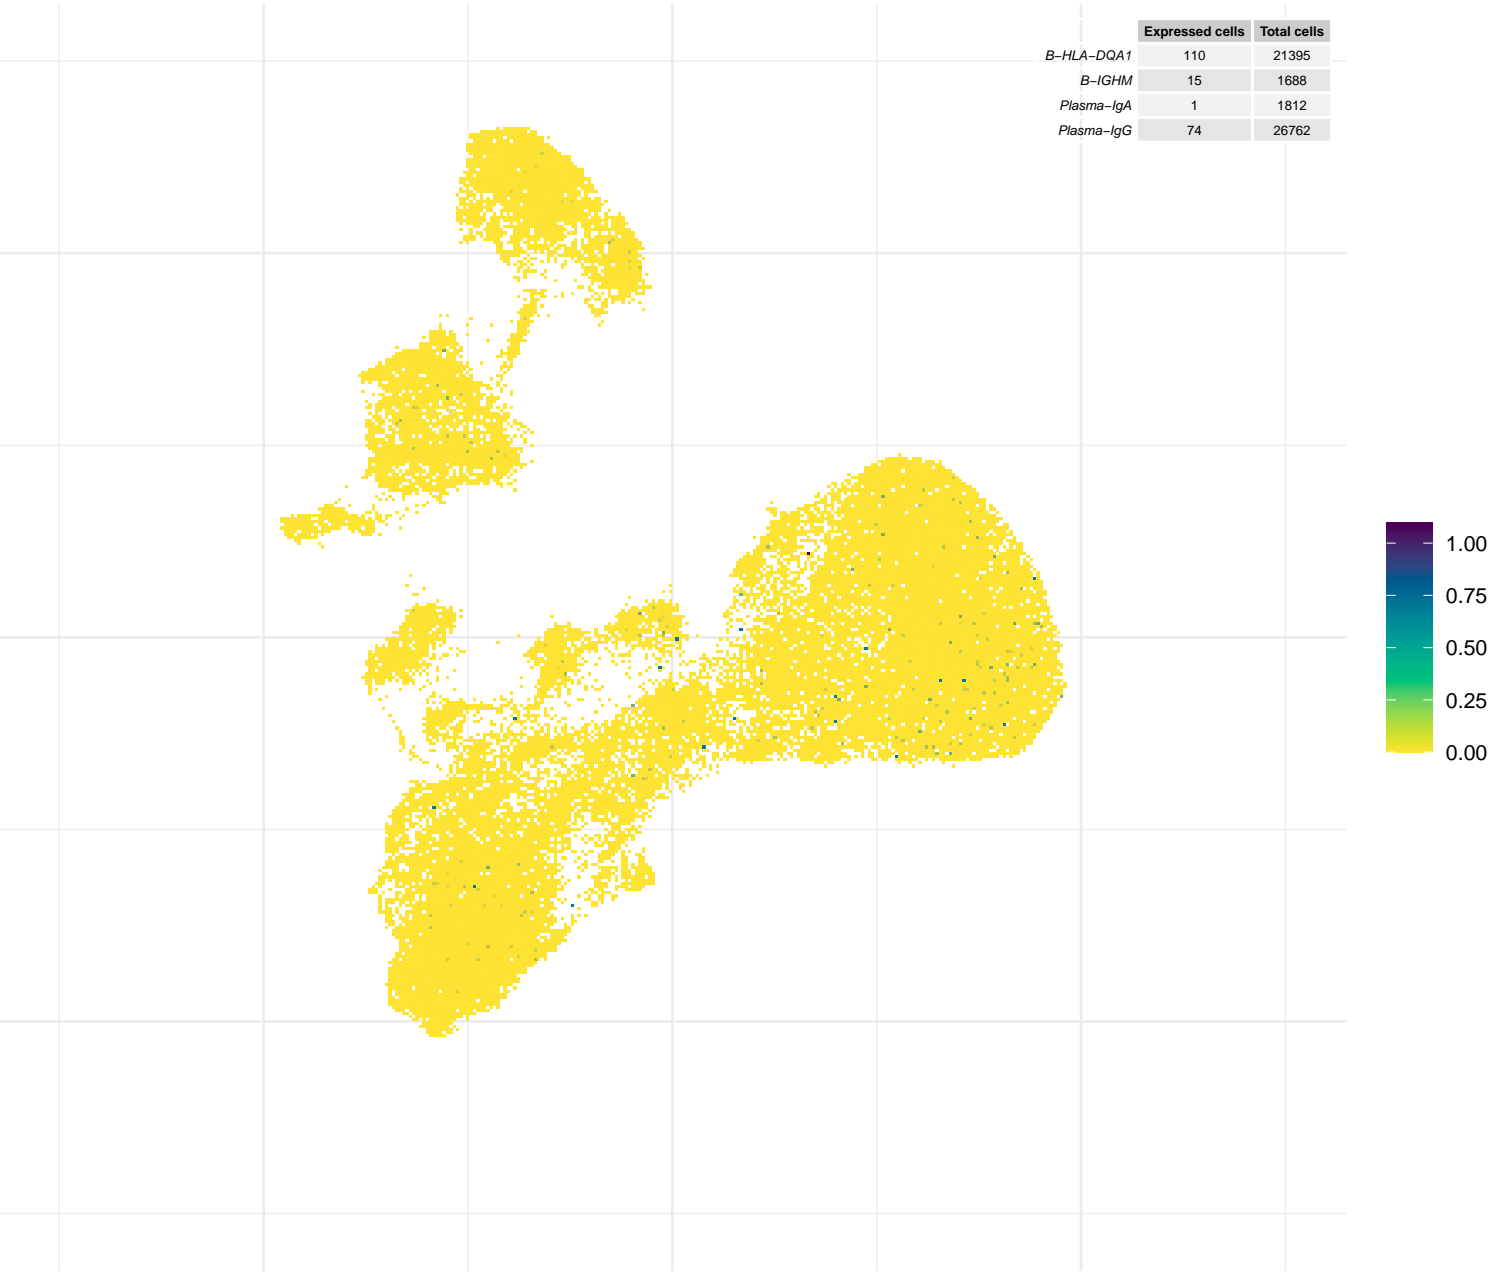 Expressed cells Total cells
B−HLA−DQA1 110 21395
B−IGHM 15 1688
Plasma−IgA 1 1812
Plasma−IgG 74 26762
1.00
0.75
0.50
0.25
0.00